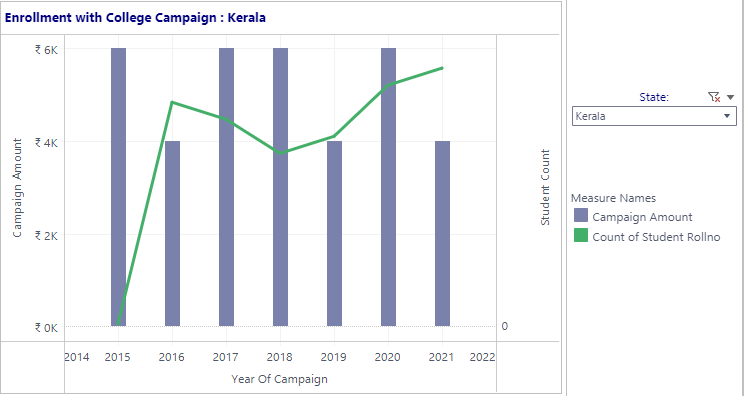 Enrollment with College Campaign : Kerala
₹ 6K
₹ 4K
₹ 2K
₹ 0K
Campaign Amount
Student Count
0
2014 2015 2016 2017 2018 2019 2020 2021 2022
Year Of Campaign
State:
Kerala
Measure Names
Campaign Amount
Count of Student Rollno